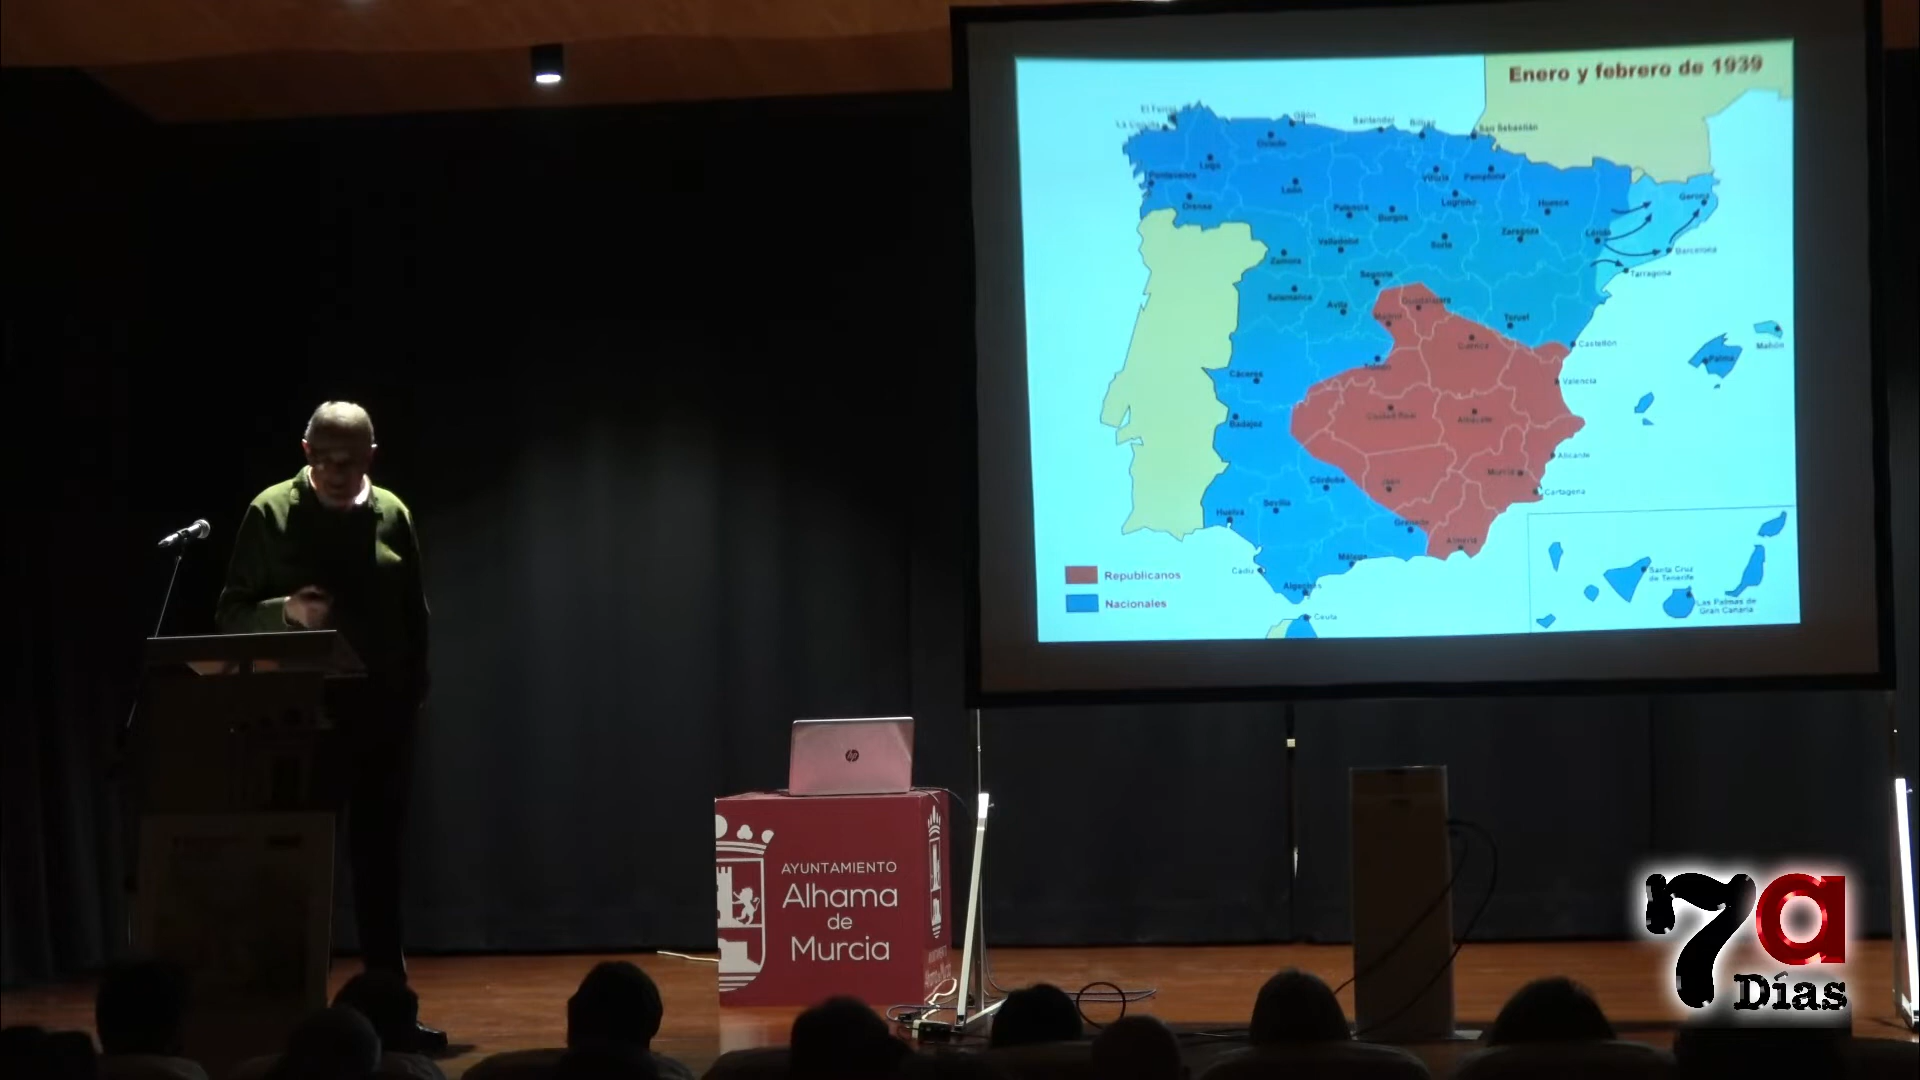 Enero y febrero de 1939
El Ferrol
La Coruña
Gijón
Santander
Bilbao
San Sebastián
Oviedo
Lugo
Pontevedra
Orense
León
Vitoria
Pamplona
Palencia
Burgos
Logroño
Huesca
Gerona
Valladolid
Soria
Zaragoza
Lérida
Barcelona
Zamora
Tarragona
Segovia
Salamanca
Avila
Guadalajara
Madrid
Teruel
Cuenca
Castellón
Mahón
Palma
Toledo
Cáceres
Valencia
Badajoz
Ciudad Real
Albacete
Alicante
Murcia
Córdoba
Jaén
Cartagena
Sevilla
Huelva
Granada
Almería
Málaga
Cádiz
Algeciras
Ceuta
Santa Cruz
de Tenerife
Las Palmas de
Gran Canaria
Republicanos
Nacionales
hp
AYUNTAMIENTO
Alhama
de
Murcia
7a
Días